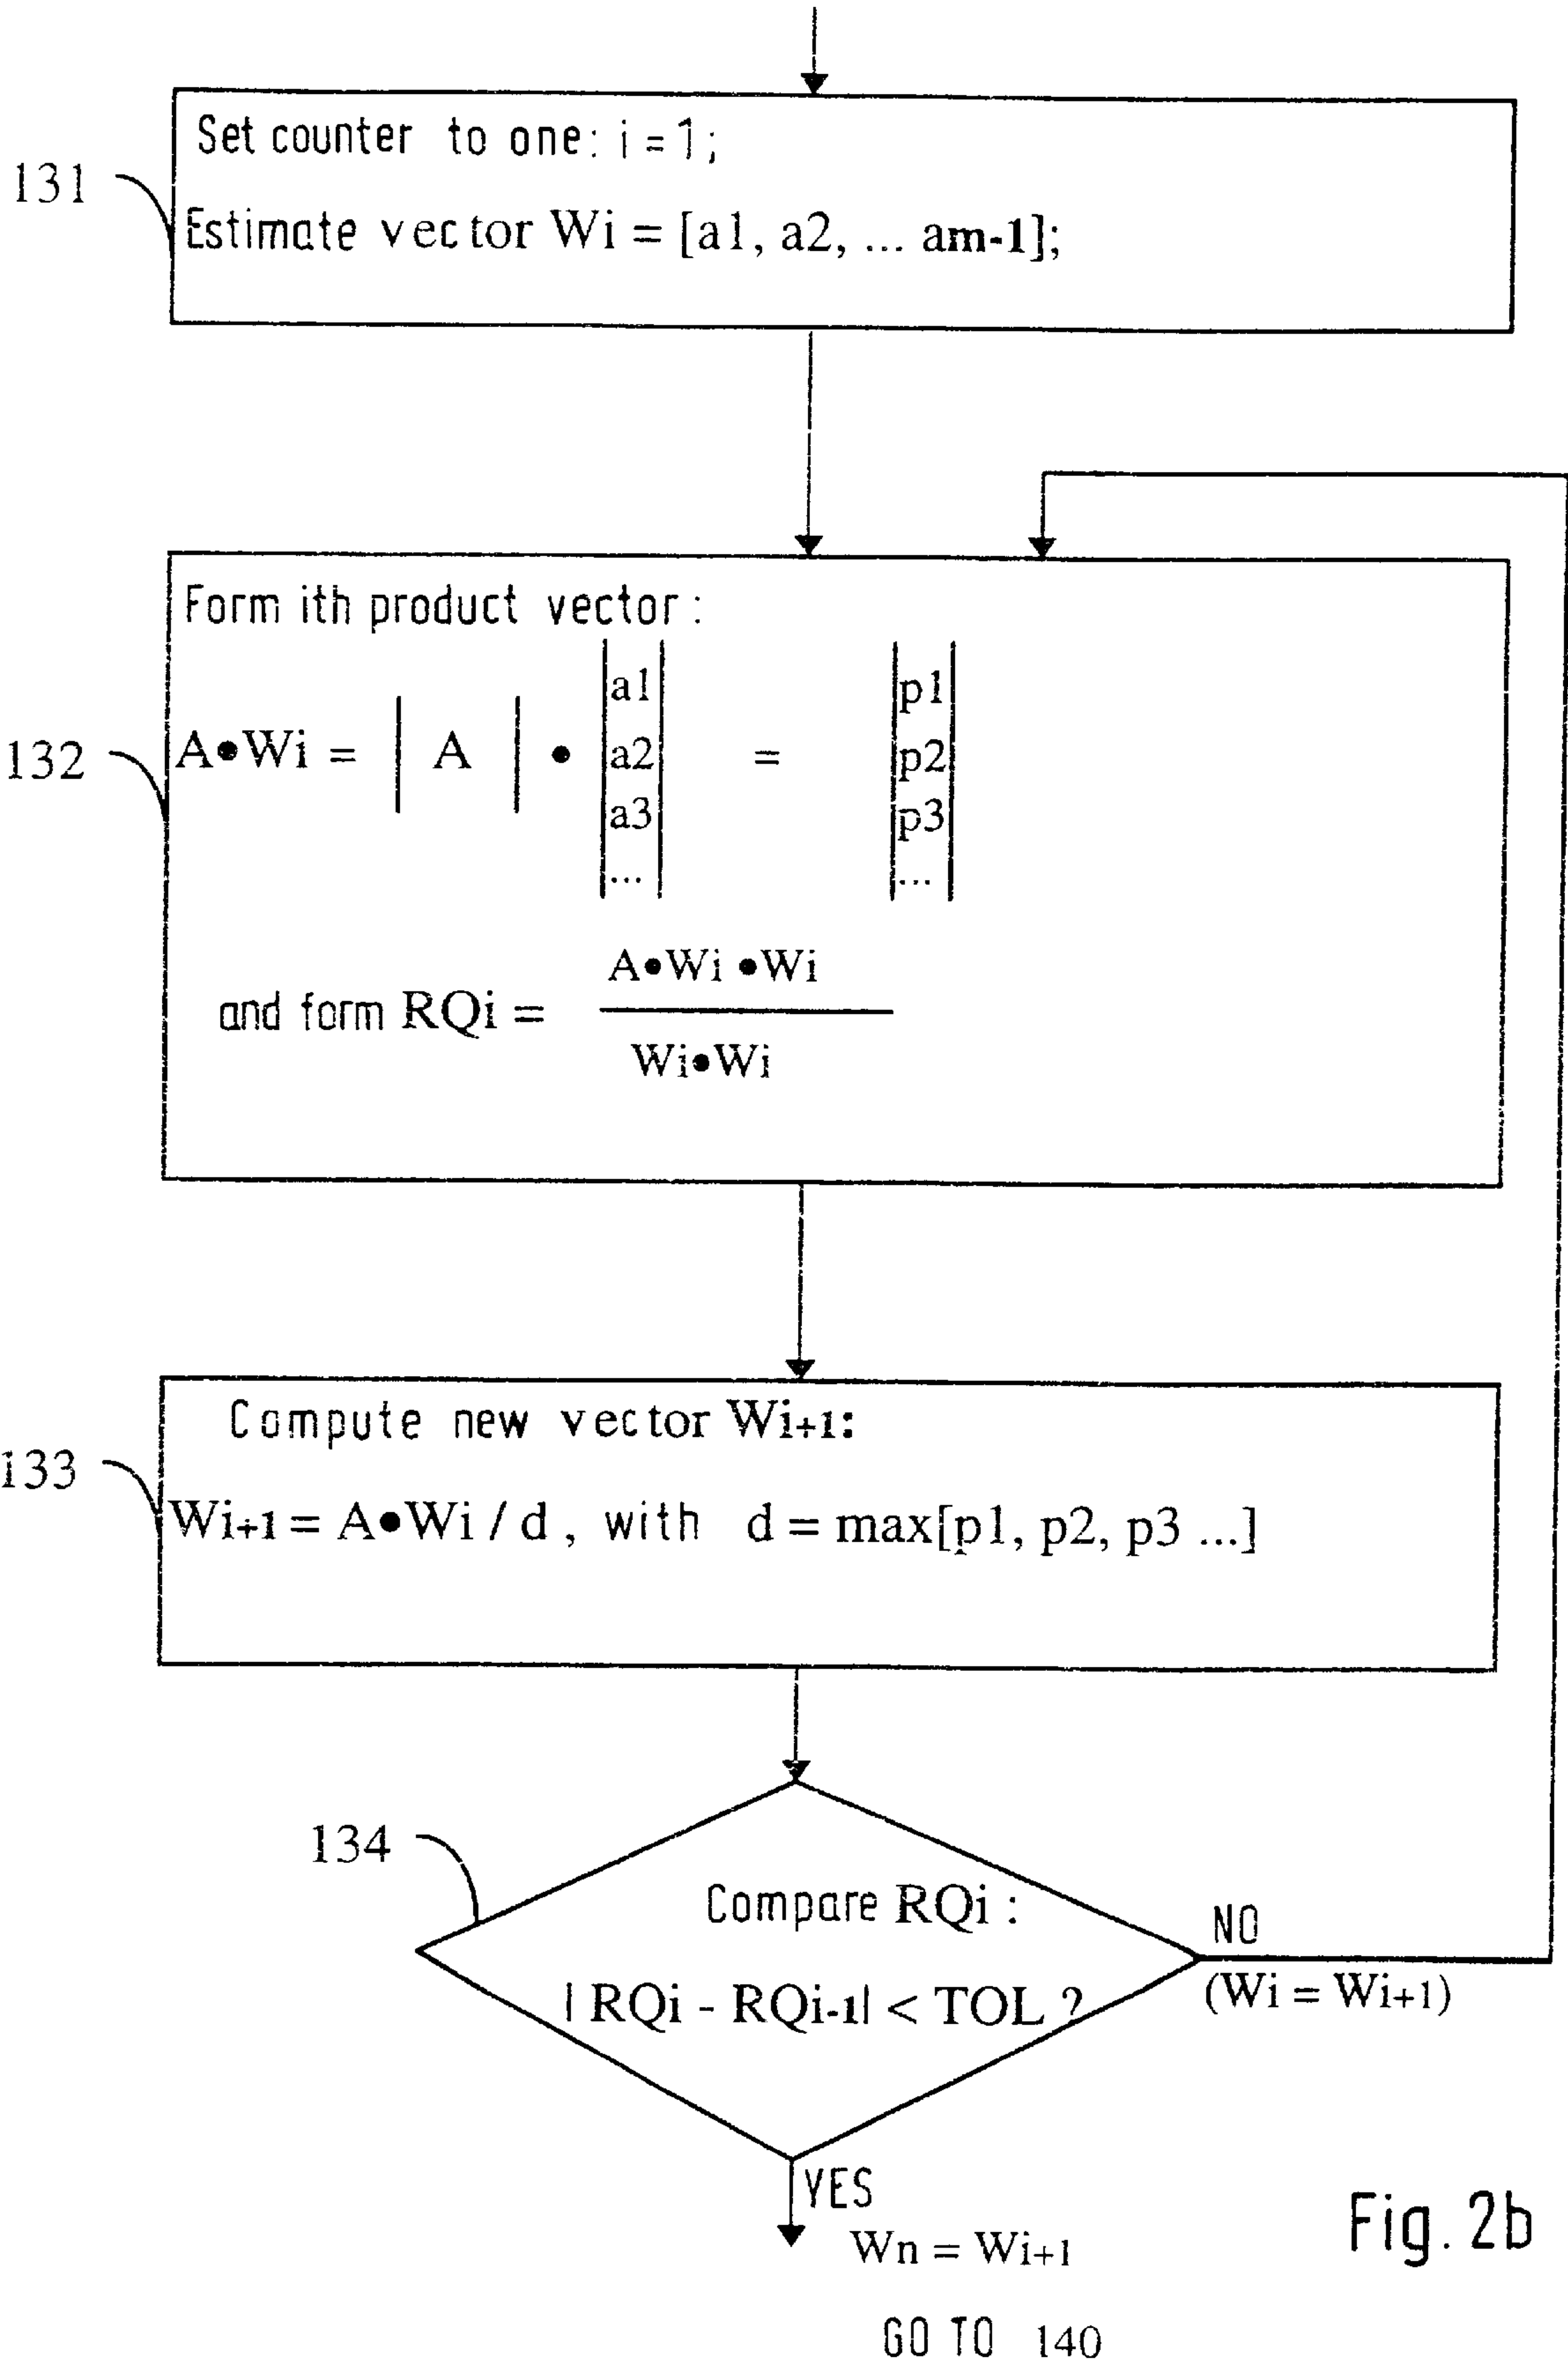 Set counter to one: i = 1;
131
Estimate vector Wi = [a1, a2, ... am-1];
Form ith product vector:
132
A•Wi = | A | • |a1 a2 a3 ...| = |p1 p2 p3 ...|
A•Wi •Wi
and form RQi =
Wi•Wi
Compute new vector Wi+1:
133
Wi+1 = A•Wi / d , with d = max[p1, p2, p3 ...]
134
Compare RQi :
NO
| RQi - RQi-1| < TOL ?
(Wi = Wi+1)
YES
Wn = Wi+1
Fig. 2b
GO TO 140